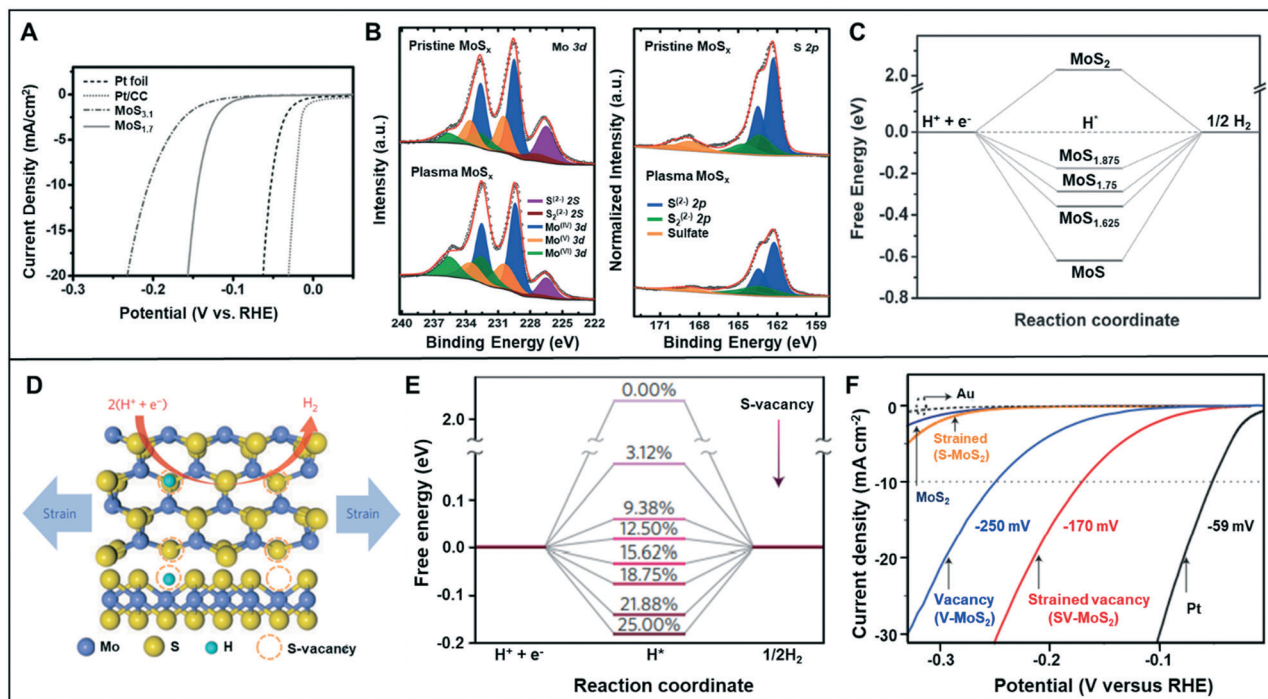 A
Pt foil
Pt/CC
MoS3.1
MoS1.7
Current Density (mA/cm2)
0
-5
-10
-15
-20
-0.3 -0.2 -0.1 0.0
Potential (V vs. RHE)
B
Pristine MoSx Mo 3d
Plasma MoSx
S(2-) 2S
S2(2-) 2S
Mo(IV) 3d
Mo(V) 3d
Mo(VI) 3d
Intensity (a.u.)
240 237 234 231 228 225 222
Binding Energy (eV)
Pristine MoSx S 2p
Plasma MoSx
S(2-) 2p
S2(2-) 2p
Sulfate
Normalized Intensity (a.u.)
171 168 165 162 159
Binding Energy (eV)
C
Free Energy (eV)
2.0
0.0
-0.2
-0.4
-0.6
-0.8
MoS2
H+ + e- H* 1/2 H2
MoS1.875
MoS1.75
MoS1.625
MoS
Reaction coordinate
D
2(H+ + e-) H2
Strain Strain
Mo S H S-vacancy
E
Free energy (eV)
2.0
0.1
0.0
-0.1
-0.2
0.00%
S-vacancy
3.12%
9.38%
12.50%
15.62%
18.75%
21.88%
25.00%
H+ + e- H* 1/2H2
Reaction coordinate
F
Current density (mA cm-2)
0
-10
-20
-30
Au
Strained
(S-MoS2)
MoS2
-250 mV -170 mV -59 mV
Vacancy
(V-MoS2)
Strained vacancy
(SV-MoS2)
Pt
-0.3 -0.2 -0.1
Potential (V versus RHE)